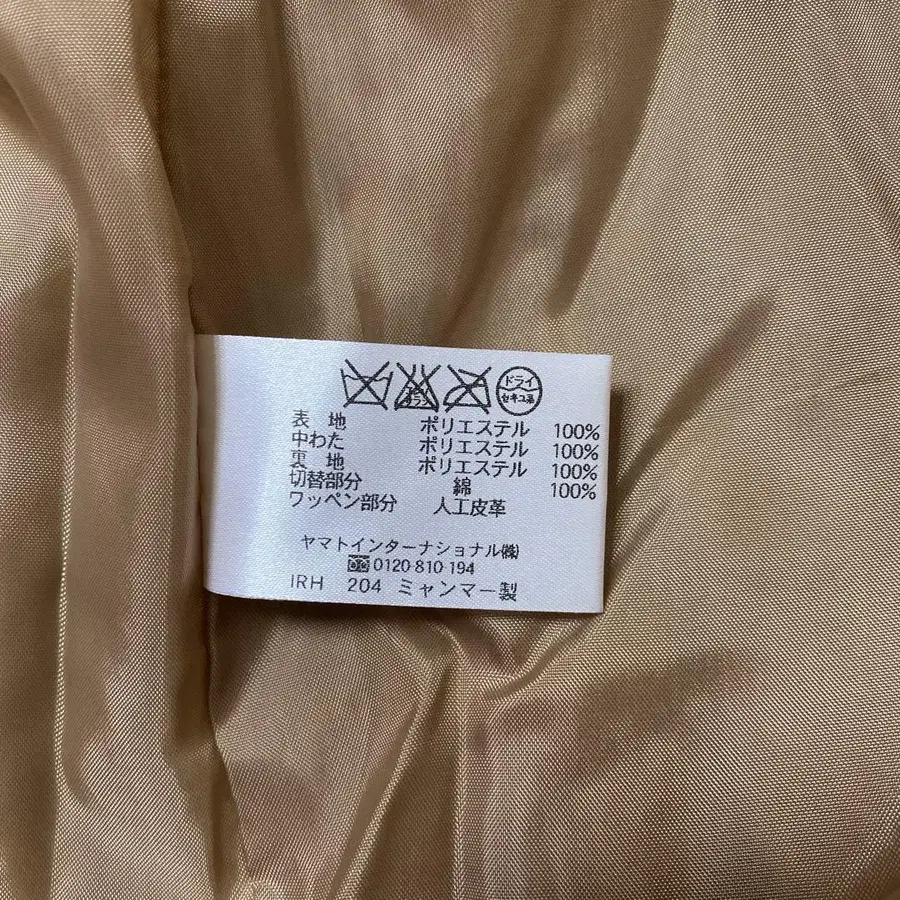 ドライ
セキユ系
表 地 ポリエステル 100%
中わた ポリエステル 100%
裏 地 ポリエステル 100%
切替部分 綿 100%
ワッペン部分 人工皮革
ヤマトインターナショナル㈱
0120-810-194
IRH 204 ミャンマー製